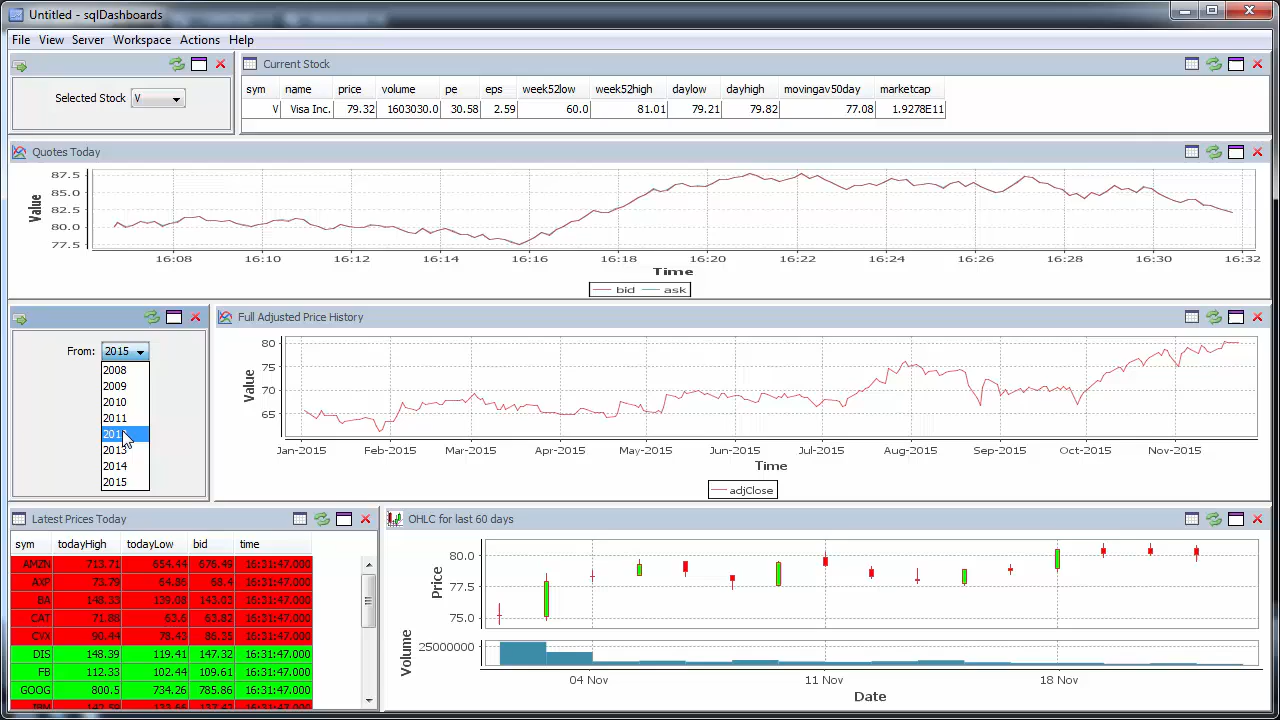 Untitled - sqlDashboards
File View Server Workspace Actions Help
Selected Stock V
Current Stock
sym name price volume pe eps week52low week52high daylow dayhigh movingav50day marketcap
V Visa Inc. 79.32 1603030.0 30.58 2.59 60.0 81.01 79.21 79.82 77.08 1.9278E11
Quotes Today
Value
87.5
85.0
82.5
80.0
77.5
16:08 16:10 16:12 16:14 16:16 16:18 16:20 16:22 16:24 16:26 16:28 16:30 16:32
Time
bid ask
From: 2015
2008
2009
2010
2011
2013
2014
2015
Full Adjusted Price History
Value
80
75
70
65
Jan-2015 Feb-2015 Mar-2015 Apr-2015 May-2015 Jun-2015 Jul-2015 Aug-2015 Sep-2015 Oct-2015 Nov-2015
Time
adjClose
Latest Prices Today
sym todayHigh todayLow bid time
AMZN 713.71 654.44 676.49 16:31:47.000
AXP 73.79 64.86 68.4 16:31:47.000
BA 148.33 139.08 143.03 16:31:47.000
CAT 71.88 63.6 63.82 16:31:47.000
CVX 90.44 78.43 86.35 16:31:47.000
DIS 148.39 119.41 147.32 16:31:47.000
FB 112.33 102.44 109.61 16:31:47.000
GOOG 800.5 734.26 785.86 16:31:47.000
OHLC for last 60 days
Price
80.0
77.5
75.0
Volume
25000000
04 Nov 11 Nov 18 Nov
Date